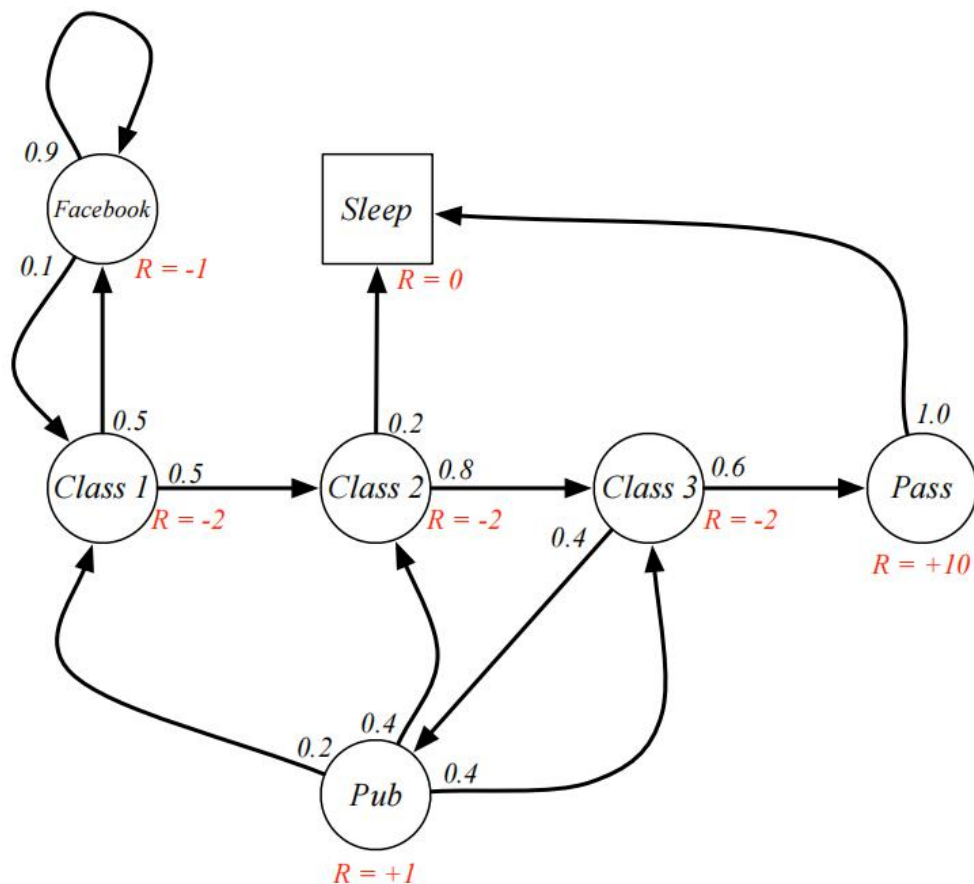 0.9
Facebook
Sleep
0.1
R = -1
R = 0
0.5
0.2
1.0
Class 1
0.5
Class 2
0.8
Class 3
0.6
Pass
R = -2
R = -2
R = -2
0.4
R = +10
0.2
0.4
0.4
Pub
R = +1